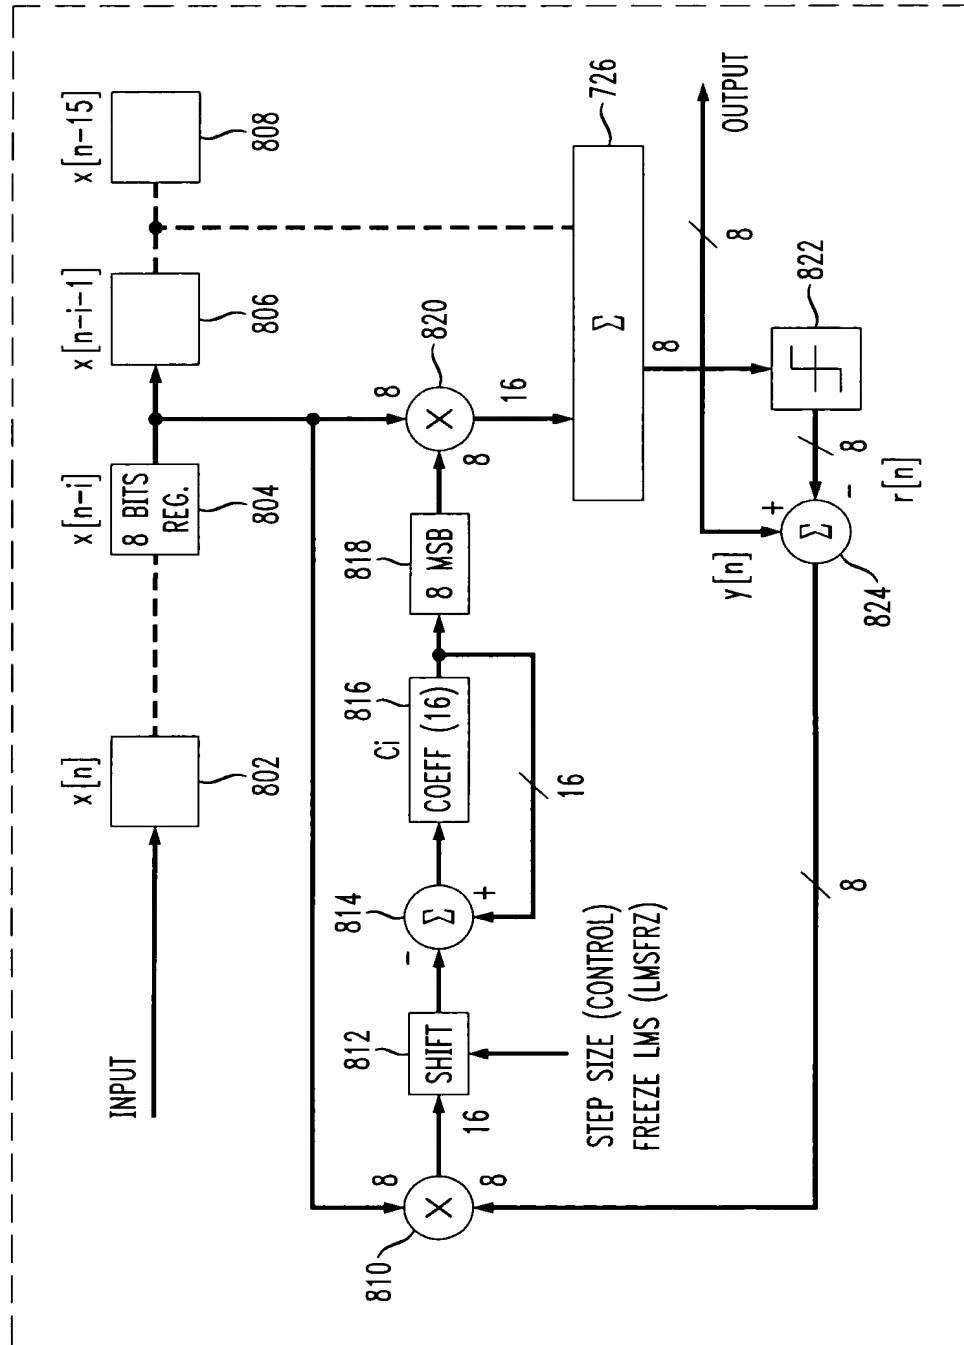 INPUT
x[n]
802
x[n-i]
8 BITS
REG.
804
x[n-i-1]
806
x[n-15]
808
810
X
8
8
16
812
SHIFT
STEP SIZE (CONTROL)
FREEZE LMS (LMSFRZ)
-
814
Σ
+
Ci
816
COEFF (16)
16
818
8 MSB
8
8
X
820
16
Σ
726
8
8
OUTPUT
822
8
r[n]
-
+
Σ
y[n]
824
8